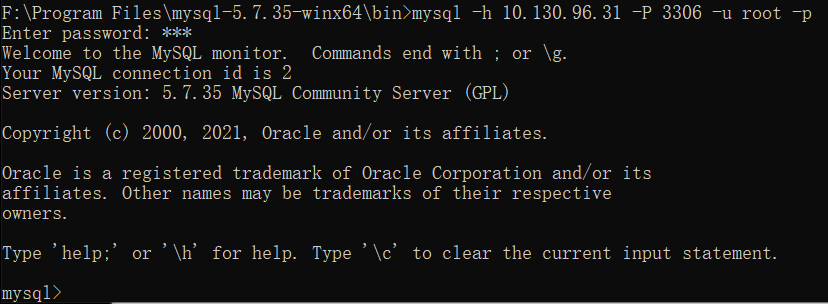 F:\Program Files\mysql-5.7.35-winx64\bin>mysql -h 10.130.96.31 -P 3306 -u root -p
Enter password: ***
Welcome to the MySQL monitor.  Commands end with ; or \g.
Your MySQL connection id is 2
Server version: 5.7.35 MySQL Community Server (GPL)

Copyright (c) 2000, 2021, Oracle and/or its affiliates.

Oracle is a registered trademark of Oracle Corporation and/or its
affiliates. Other names may be trademarks of their respective
owners.

Type 'help;' or '\h' for help. Type '\c' to clear the current input statement.

mysql>